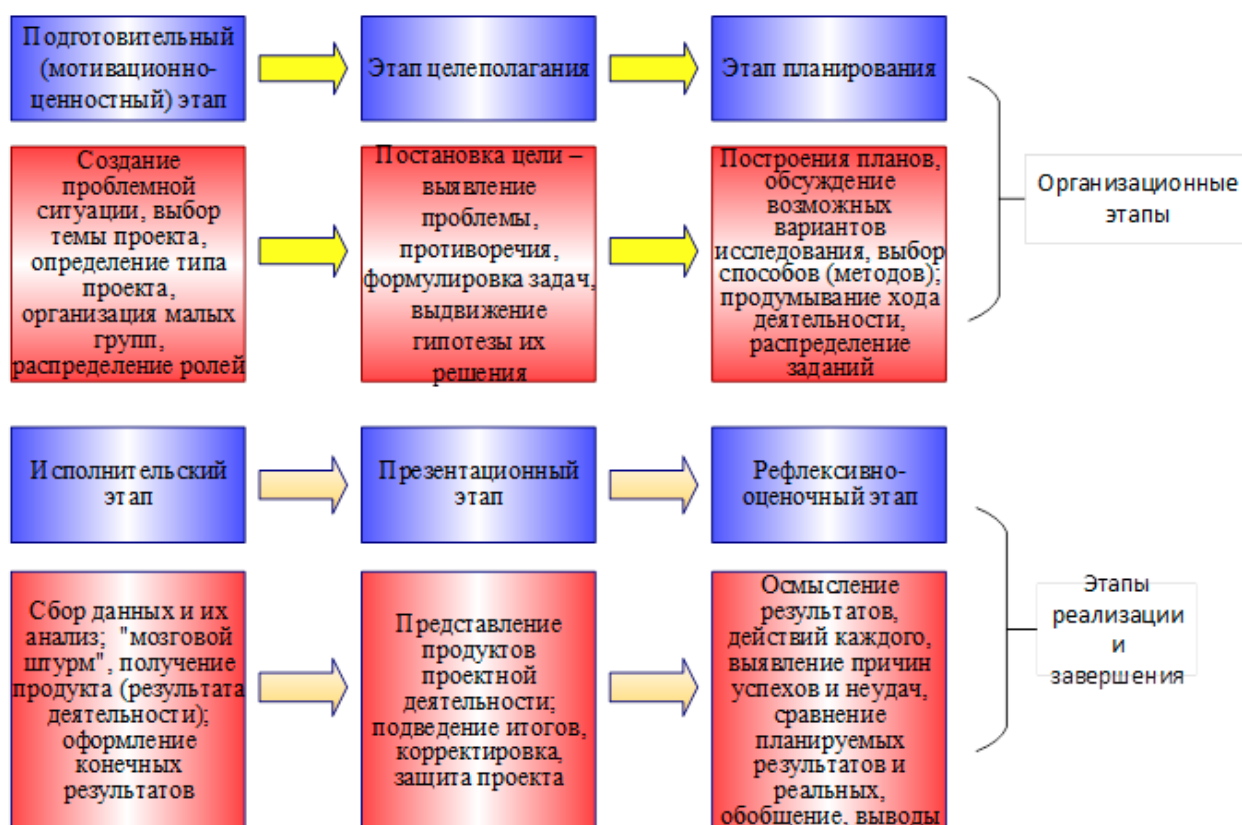 Подготовительный
(мотивационно-
ценностный) этап
Этап целеполагания
Этап планирования
Создание
проблемной
ситуации, выбор
темы проекта,
определение типа
проекта,
организация малых
групп,
распределение ролей
Постановка цели –
выявление
проблемы,
противоречия,
формулировка задач,
выдвижение
гипотезы их
решения
Построения планов,
обсуждение
возможных
вариантов
исследования, выбор
способов (методов);
продумывание хода
деятельности,
распределение
заданий
Организационные
этапы
Исполнительский
этап
Презентационный
этап
Рефлексивно-
оценочный этап
Сбор данных и их
анализ; "мозговой
штурм", получение
продукта (результата
деятельности);
оформление
конечных
результатов
Представление
продуктов
проектной
деятельности;
подведение итогов,
корректировка,
защита проекта
Осмысление
результатов,
действий каждого,
выявление причин
успехов и неудач,
сравнение
планируемых
результатов и
реальных,
обобщение, выводы
Этапы
реализации
и
завершения